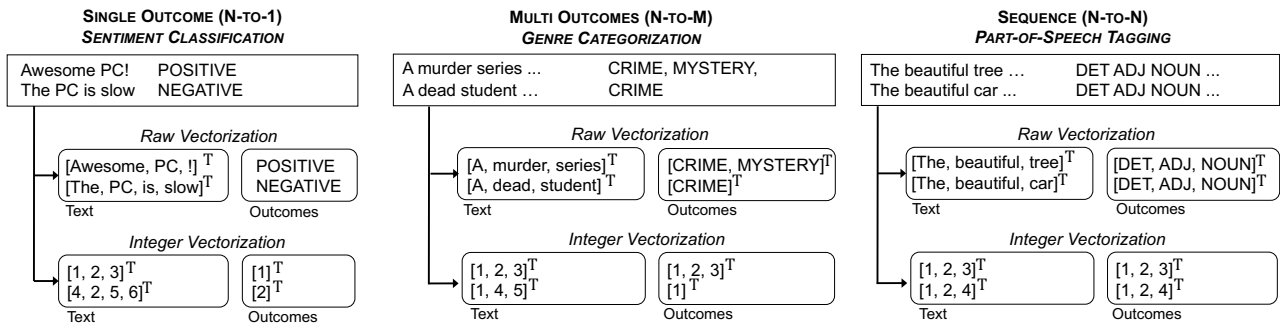 SINGLE OUTCOME (N-TO-1)
SENTIMENT CLASSIFICATION
Awesome PC! POSITIVE
The PC is slow NEGATIVE
Raw Vectorization
[Awesome, PC, !]T POSITIVE
[The, PC, is, slow]T NEGATIVE
Text Outcomes
Integer Vectorization
[1, 2, 3]T [1]T
[4, 2, 5, 6]T [2]T
Text Outcomes
MULTI OUTCOMES (N-TO-M)
GENRE CATEGORIZATION
A murder series ... CRIME, MYSTERY,
A dead student ... CRIME
Raw Vectorization
[A, murder, series]T [CRIME, MYSTERY]T
[A, dead, student]T [CRIME]T
Text Outcomes
Integer Vectorization
[1, 2, 3]T [1, 2, 3]T
[1, 4, 5]T [1]T
Text Outcomes
SEQUENCE (N-TO-N)
PART-OF-SPEECH TAGGING
The beautiful tree ... DET ADJ NOUN ...
The beautiful car ... DET ADJ NOUN ...
Raw Vectorization
[The, beautiful, tree]T [DET, ADJ, NOUN]T
[The, beautiful, car]T [DET, ADJ, NOUN]T
Text Outcomes
Integer Vectorization
[1, 2, 3]T [1, 2, 3]T
[1, 2, 4]T [1, 2, 4]T
Text Outcomes